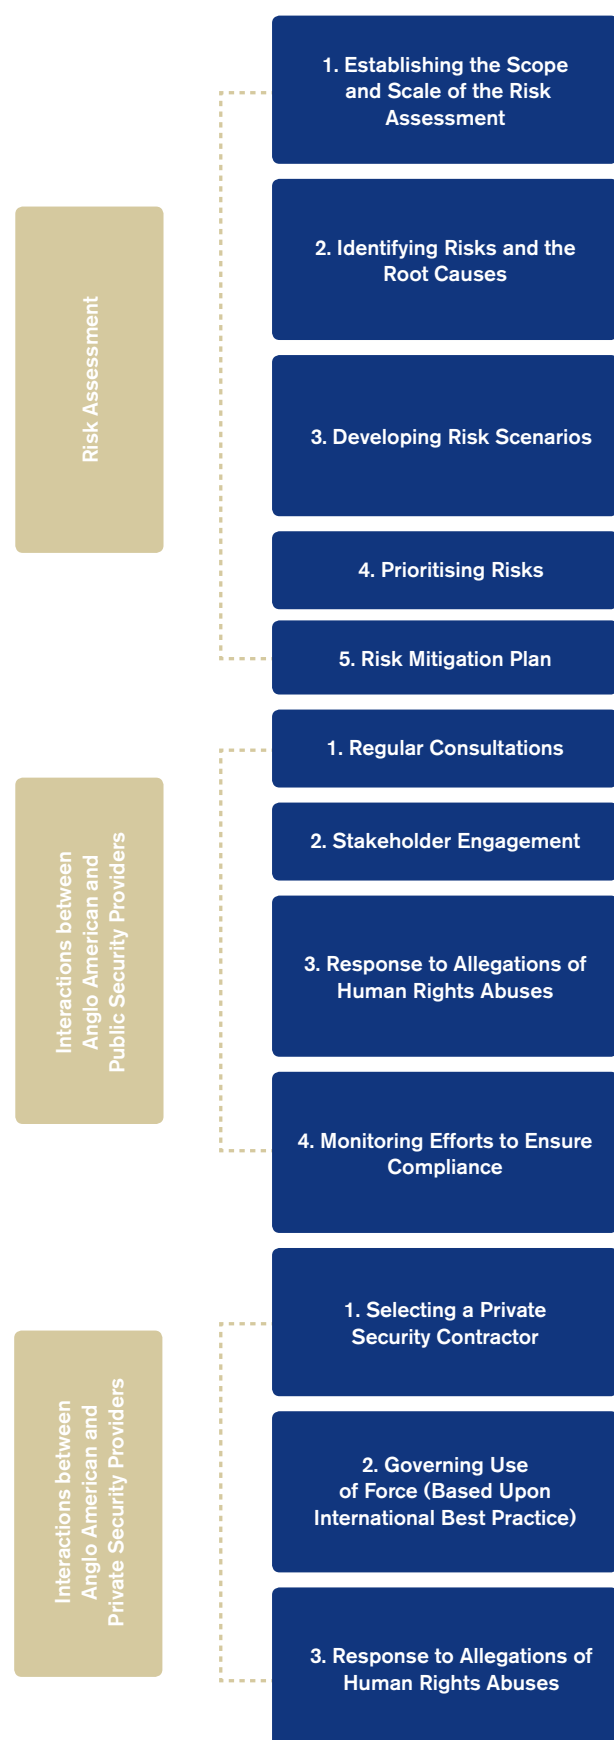 Risk Assessment
1. Establishing the Scope
and Scale of the Risk
Assessment
2. Identifying Risks and the
Root Causes
3. Developing Risk Scenarios
4. Prioritising Risks
5. Risk Mitigation Plan
Interactions between
Anglo American and
Public Security Providers
1. Regular Consultations
2. Stakeholder Engagement
3. Response to Allegations of
Human Rights Abuses
4. Monitoring Efforts to Ensure
Compliance
Interactions between
Anglo American and
Private Security Providers
1. Selecting a Private
Security Contractor
2. Governing Use
of Force (Based Upon
International Best Practice)
3. Response to Allegations of
Human Rights Abuses